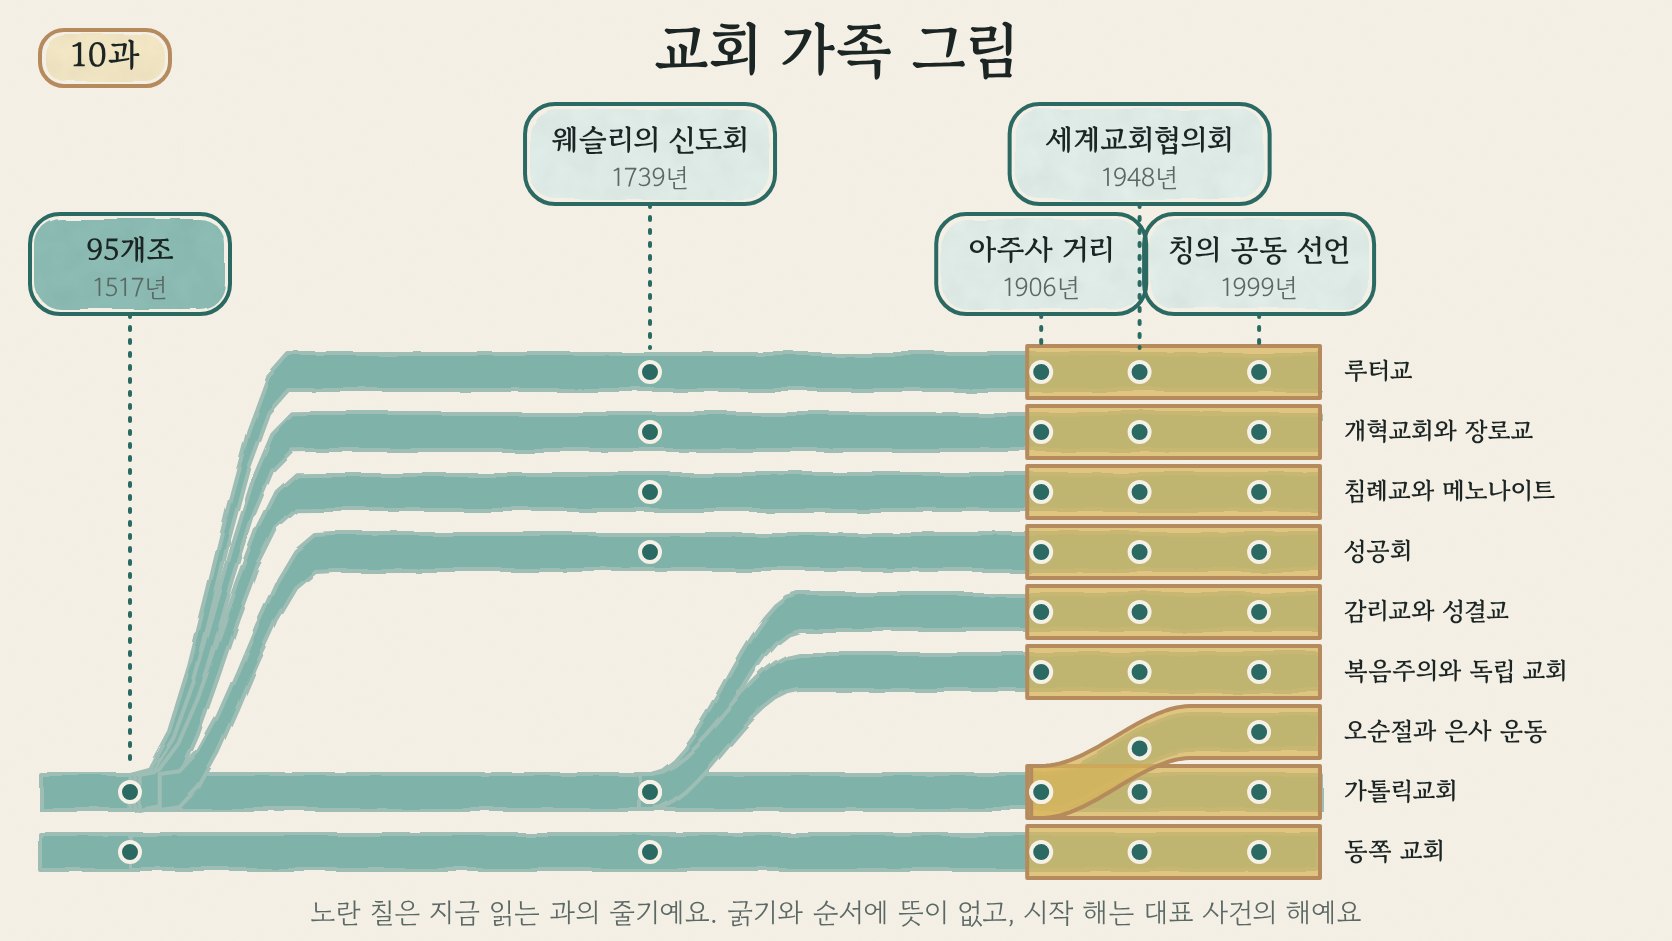 10과
교회 가족 그림
웨슬리의 신도회
1739년
세계교회협의회
1948년
95개조
1517년
아주사 거리
1906년
칭의 공동 선언
1999년
루터교
개혁교회와 장로교
침례교와 메노나이트
성공회
감리교와 성결교
복음주의와 독립 교회
오순절과 은사 운동
가톨릭교회
동쪽 교회
노란 칠은 지금 읽는 과의 줄기예요. 굵기와 순서에 뜻이 없고, 시작 해는 대표 사건의 해예요